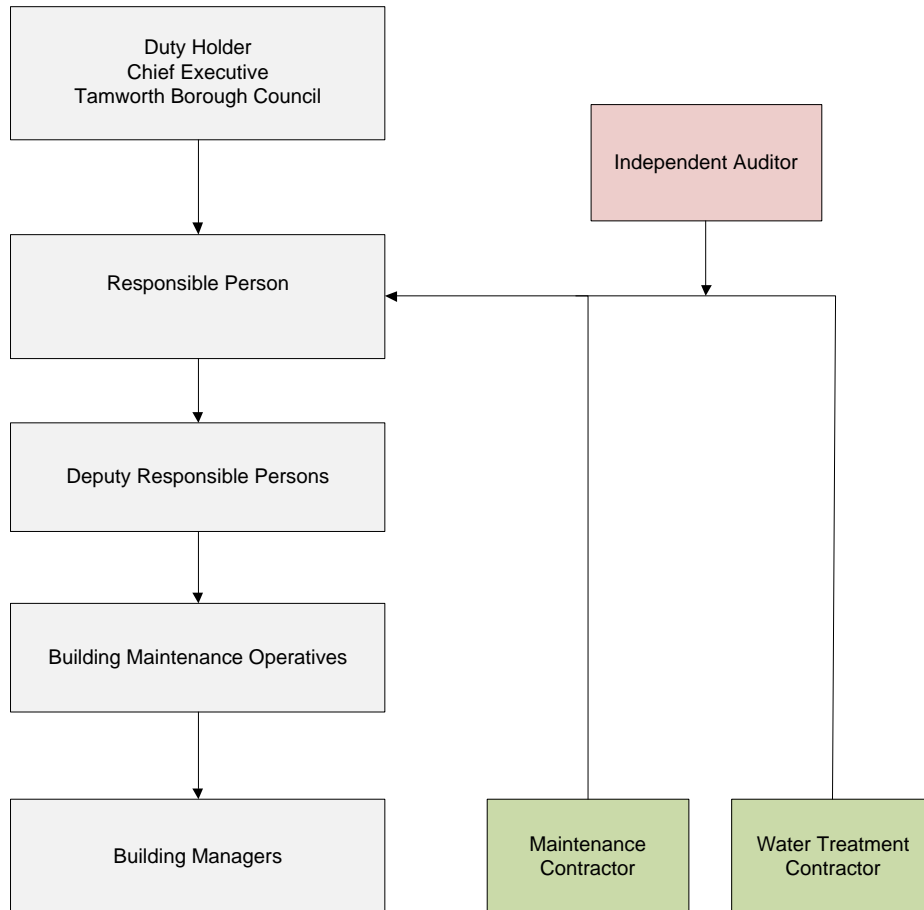 Duty Holder
Chief Executive
Tamworth Borough Council
Independent Auditor
Responsible Person
Deputy Responsible Persons
Building Maintenance Operatives
Building Managers
Maintenance
Contractor
Water Treatment
Contractor